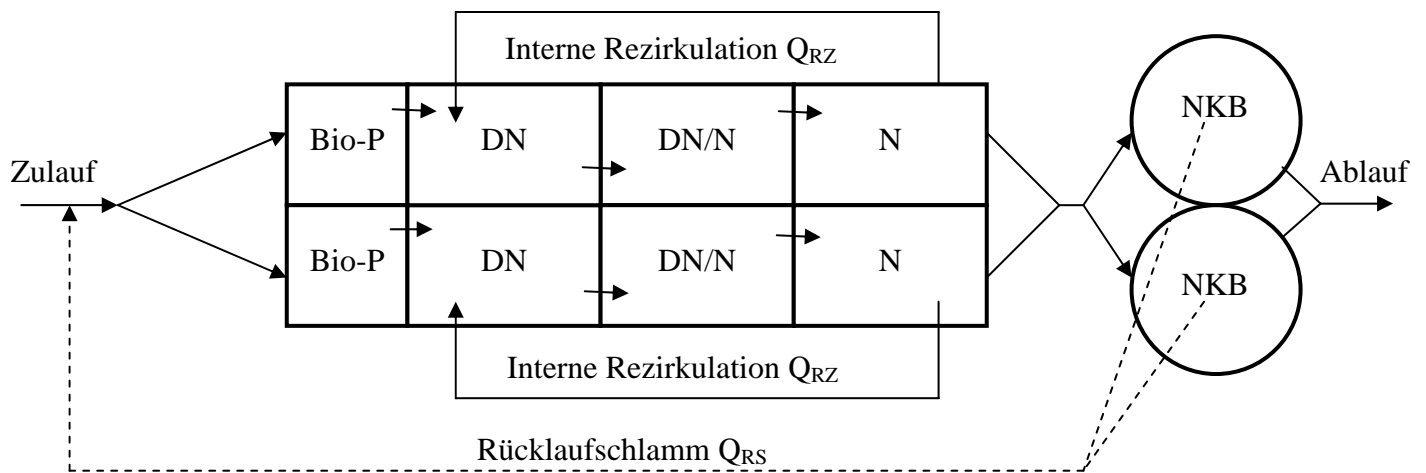 Interne Rezirkulation Q_RZ
Bio-P DN DN/N N NKB
Zulauf Ablauf
Bio-P DN DN/N N NKB
Interne Rezirkulation Q_RZ
Rücklaufschlamm Q_RS